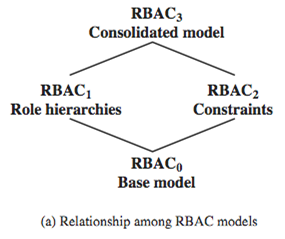 RBAC₃
Consolidated model
RBAC₁
Role hierarchies
RBAC₂
Constraints
RBAC₀
Base model
(a) Relationship among RBAC models